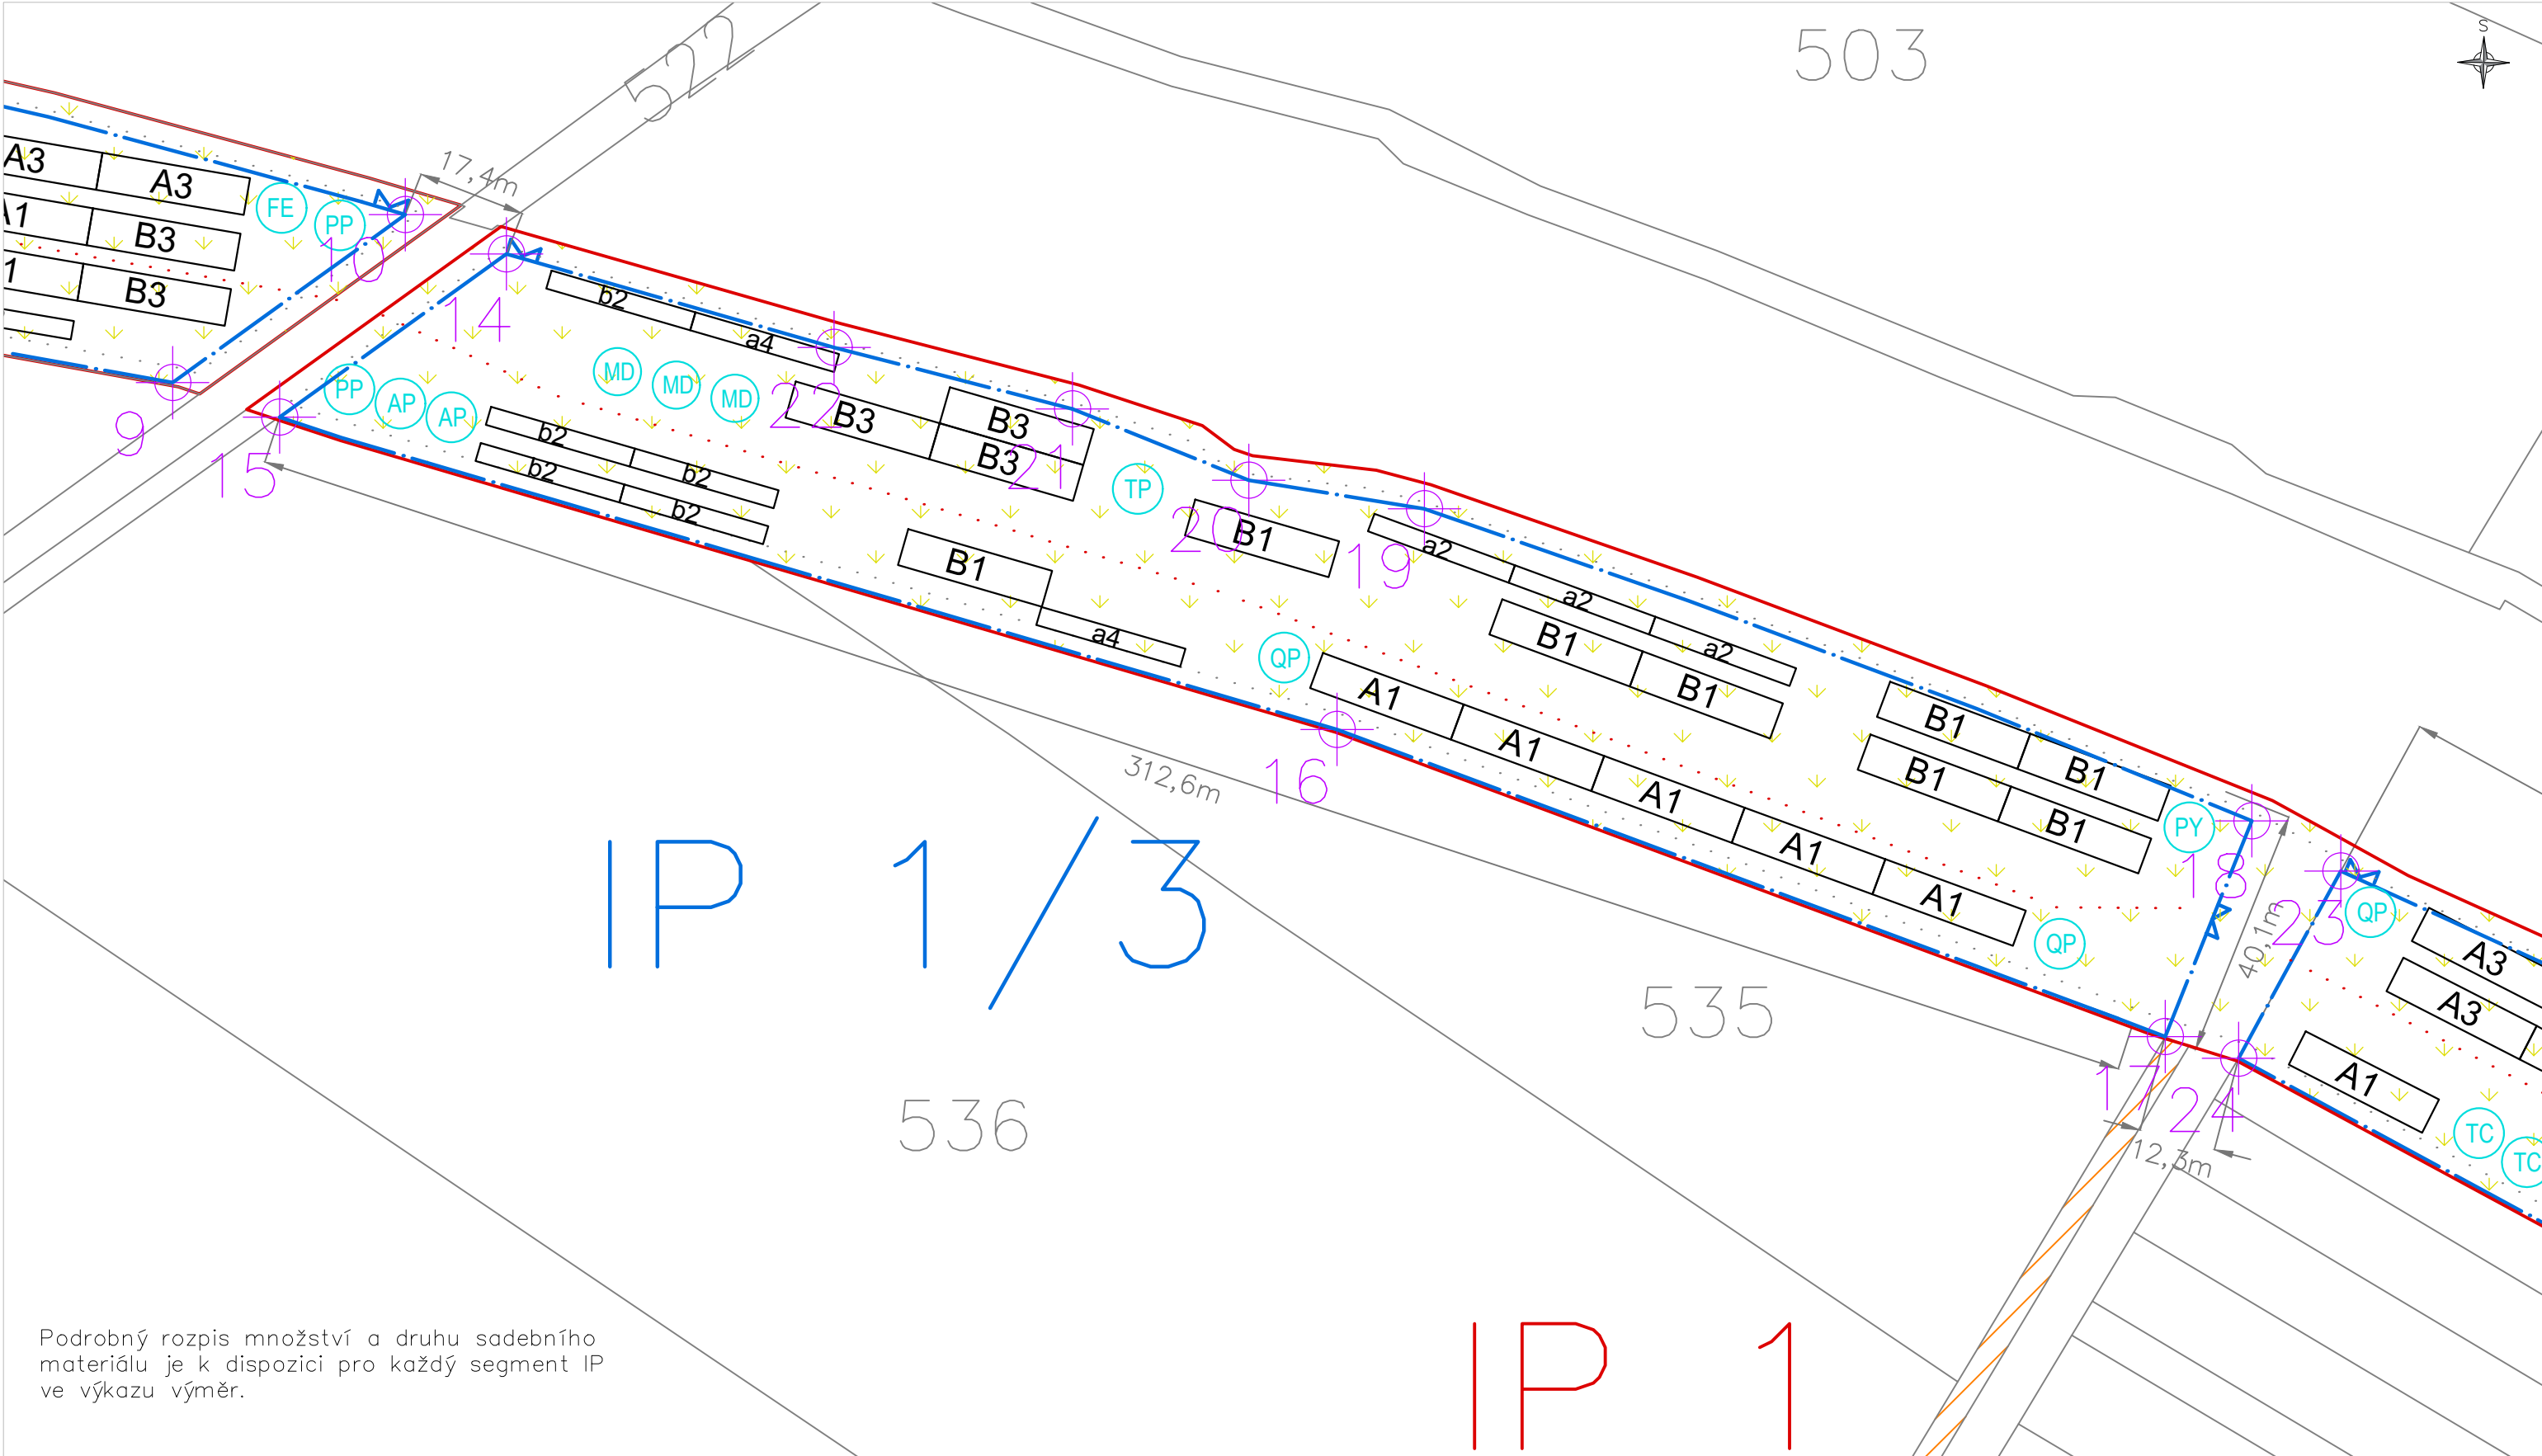 503
S
522
17,4m
A3
A3
FE
PP
A1
B3
10
1
B3
14
b2
a4
9
15
PP
AP
AP
MD
MD
MD
22
B3
B3
B3
21
b2
b2
b2
b2
TP
20
B1
19
a2
a2
a2
B1
a4
QP
B1
B1
A1
A1
A1
A1
A1
16
312,6m
B1
B1
B1
B1
PY
18
23
QP
40,1m
QP
A3
A3
A1
TC
TC
17
24
12,3m
IP 1/3
535
536
IP 1
Podrobný rozpis množství a druhu sadebního
materiálu je k dispozici pro každý segment IP
ve výkazu výměr.